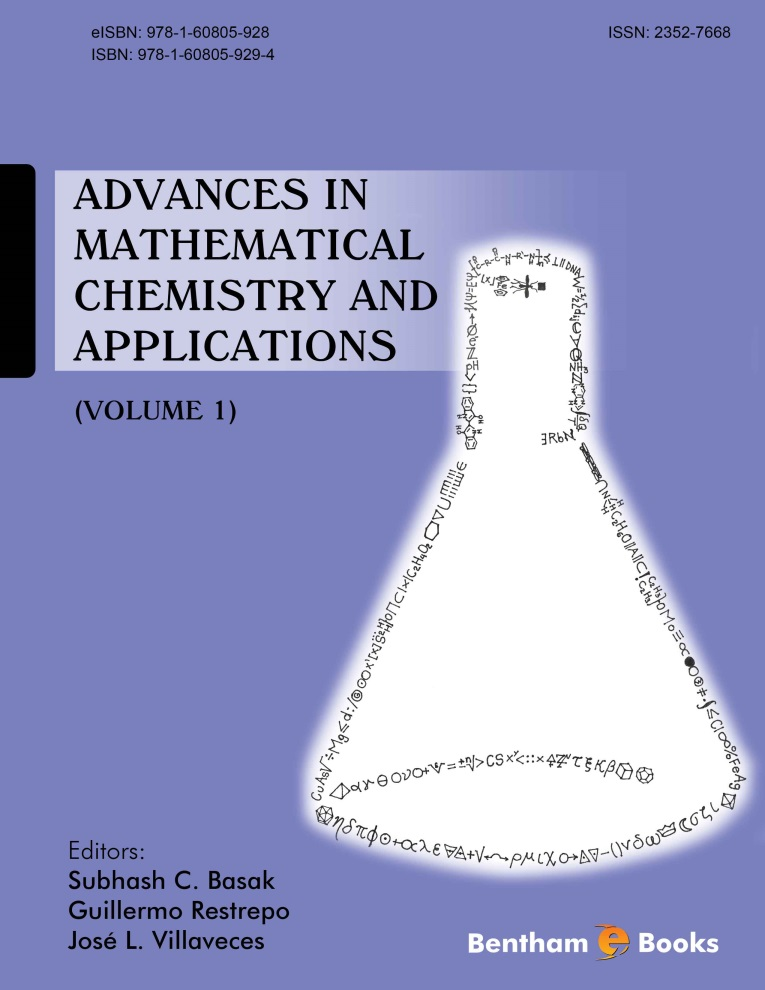 eISBN: 978-1-60805-928
ISSN: 2352-7668
ISBN: 978-1-60805-929-4
ADVANCES IN
MATHEMATICAL
CHEMISTRY AND
APPLICATIONS
(VOLUME 1)
Editors:
Subhash C. Basak
Guillermo Restrepo
José L. Villaveces
Bentham e Books